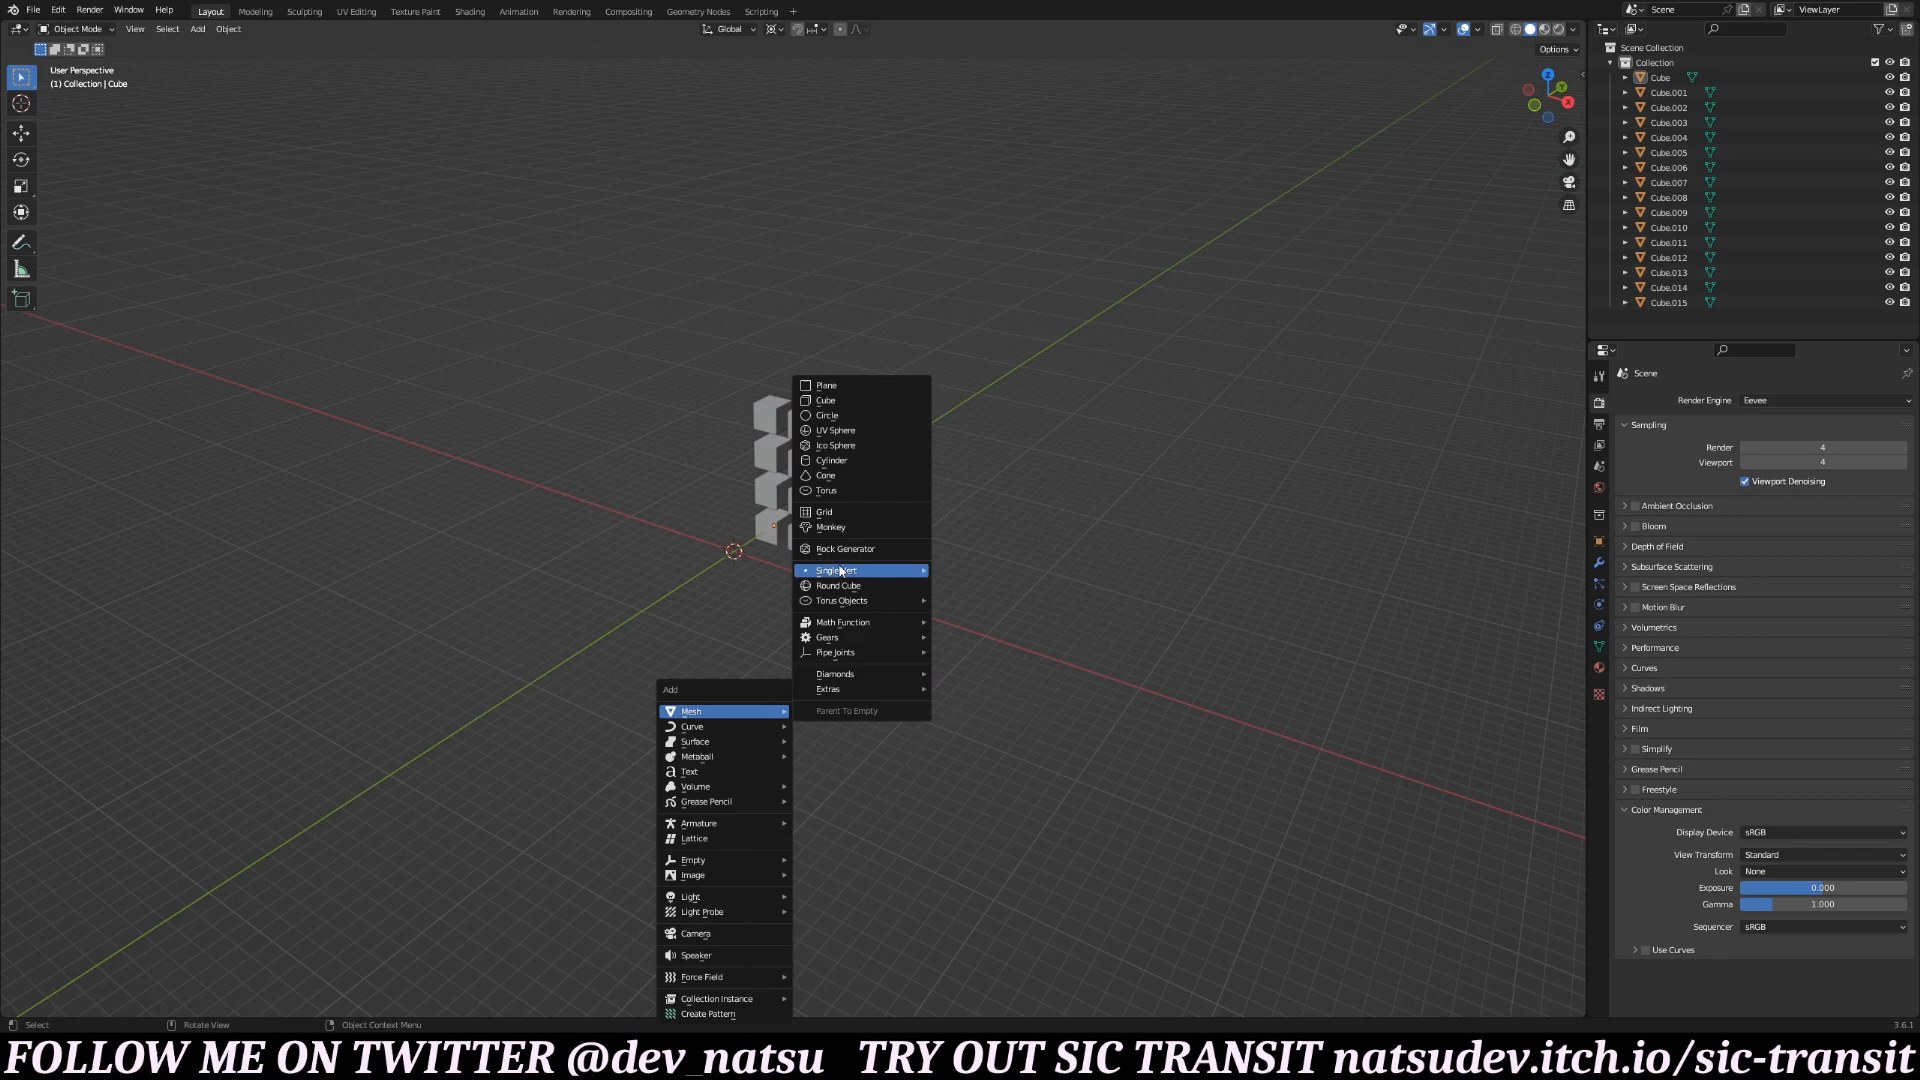 File Edit Render Window Help Layout Modeling Sculpting UV Editing Texture Paint Shading Animation Rendering Compositing Geometry Nodes Scripting + Scene ViewLayer
Object Mode View Select Add Object Global
Options
User Perspective
(1) Collection | Cube
Z
Y
X
Scene Collection
Collection
Cube
Cube.001
Cube.002
Cube.003
Cube.004
Cube.005
Cube.006
Cube.007
Cube.008
Cube.009
Cube.010
Cube.011
Cube.012
Cube.013
Cube.014
Cube.015
Scene
Render Engine Eevee
Sampling
Render 4
Viewport 4
Viewport Denoising
Ambient Occlusion
Bloom
Depth of Field
Subsurface Scattering
Screen Space Reflections
Motion Blur
Volumetrics
Performance
Curves
Shadows
Indirect Lighting
Film
Simplify
Grease Pencil
Freestyle
Color Management
Display Device sRGB
View Transform Standard
Look None
Exposure 0.000
Gamma 1.000
Sequencer sRGB
Use Curves
Plane
Cube
Circle
UV Sphere
Ico Sphere
Cylinder
Cone
Torus
Grid
Monkey
Rock Generator
Single Vert
Round Cube
Torus Objects
Math Function
Gears
Pipe Joints
Diamonds
Extras
Parent To Empty
Add
Mesh
Curve
Surface
Metaball
Text
Volume
Grease Pencil
Armature
Lattice
Empty
Image
Light
Light Probe
Camera
Speaker
Force Field
Collection Instance
Create Pattern
Select Rotate View Object Context Menu 3.6.1
FOLLOW ME ON TWITTER @dev_natsu TRY OUT SIC TRANSIT natsudev.itch.io/sic-transit